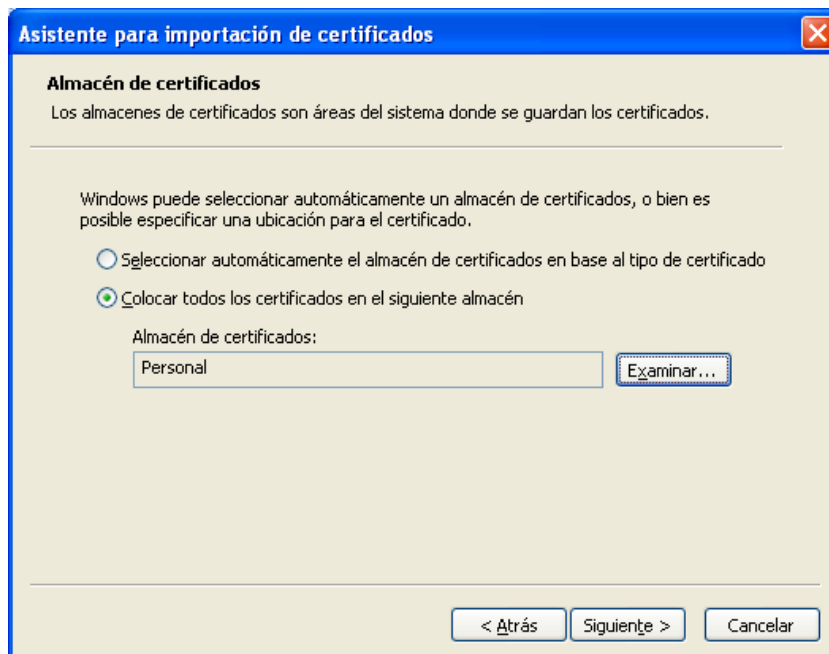 Asistente para importación de certificados
Almacén de certificados
Los almacenes de certificados son áreas del sistema donde se guardan los certificados.
Windows puede seleccionar automáticamente un almacén de certificados, o bien es
posible especificar una ubicación para el certificado.
Seleccionar automáticamente el almacén de certificados en base al tipo de certificado
Colocar todos los certificados en el siguiente almacén
Almacén de certificados:
Personal
Examinar...
< Atrás
Siguiente >
Cancelar